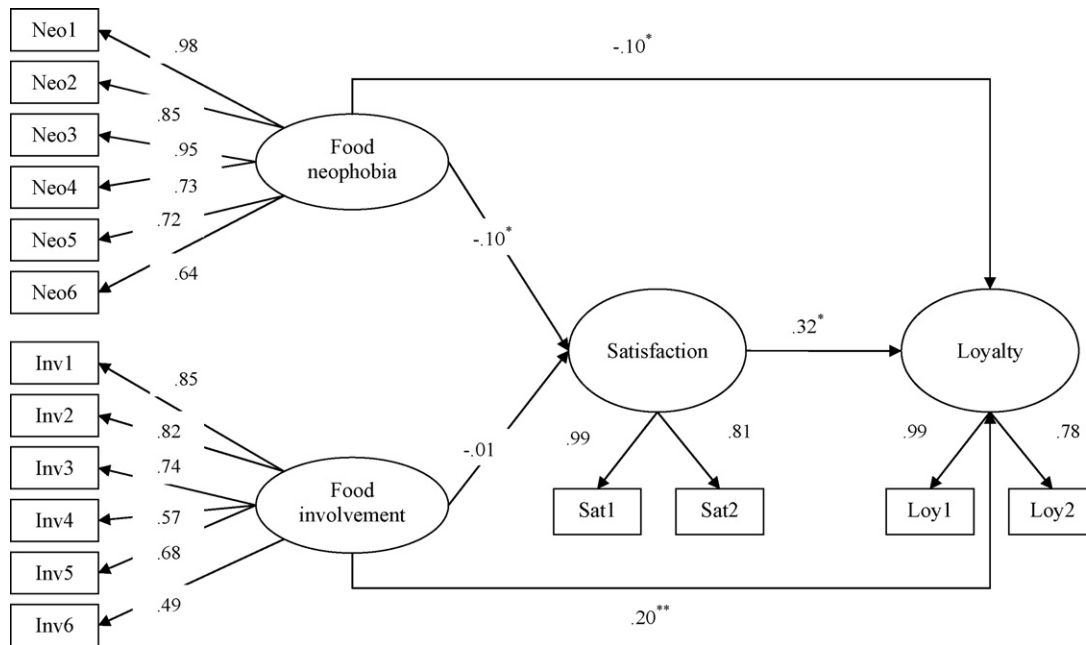 Neo1
.98
-.10*
Neo2
.85
Neo3
.95
Food
neophobia
Neo4
.73
Neo5
.72
-.10*
Neo6
.64
Satisfaction
.32*
Loyalty
Inv1
.85
Inv2
.82
.99
.81
.99
.78
Inv3
.74
-.01
Food
involvement
Inv4
.57
Sat1
Sat2
Loy1
Loy2
Inv5
.68
Inv6
.49
.20**